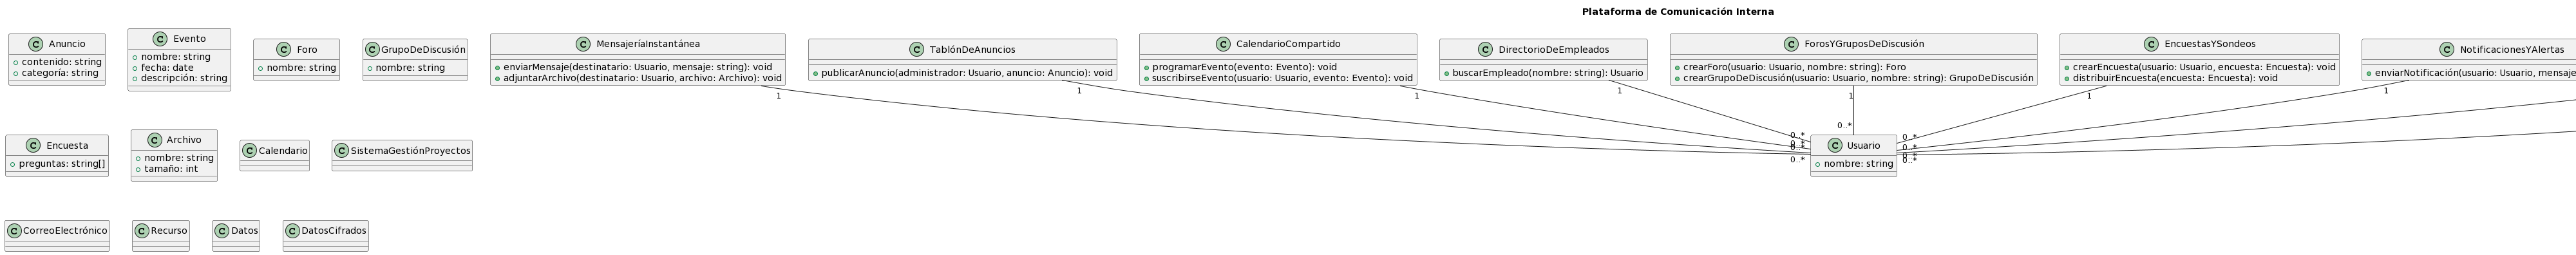 Plataforma de Comunicación Interna
C Anuncio
contenido: string
categoría: string
C Evento
nombre: string
fecha: date
descripción: string
C Foro
nombre: string
C GrupoDeDiscusión
nombre: string
C MensajeríaInstantánea
enviarMensaje(destinatario: Usuario, mensaje: string): void
adjuntarArchivo(destinatario: Usuario, archivo: Archivo): void
C TablónDeAnuncios
publicarAnuncio(administrador: Usuario, anuncio: Anuncio): void
C CalendarioCompartido
programarEvento(evento: Evento): void
suscribirseEvento(usuario: Usuario, evento: Evento): void
C DirectorioDeEmpleados
buscarEmpleado(nombre: string): Usuario
C ForosYGruposDeDiscusión
crearForo(usuario: Usuario, nombre: string): Foro
crearGrupoDeDiscusión(usuario: Usuario, nombre: string): GrupoDeDiscusión
C EncuestasYSondeos
crearEncuesta(usuario: Usuario, encuesta: Encuesta): void
distribuirEncuesta(encuesta: Encuesta): void
C NotificacionesYAlertas
enviarNotificación(usuario: Usuario, mensaje
1
1
1
1
1
1
1
0..*
0..*
0..*
0..*
0..*
0..*
0..*
C Encuesta
preguntas: string[]
C Archivo
nombre: string
tamaño: int
C Calendario
C SistemaGestiónProyectos
C Usuario
nombre: string
C CorreoElectrónico
C Recurso
C Datos
C DatosCifrados